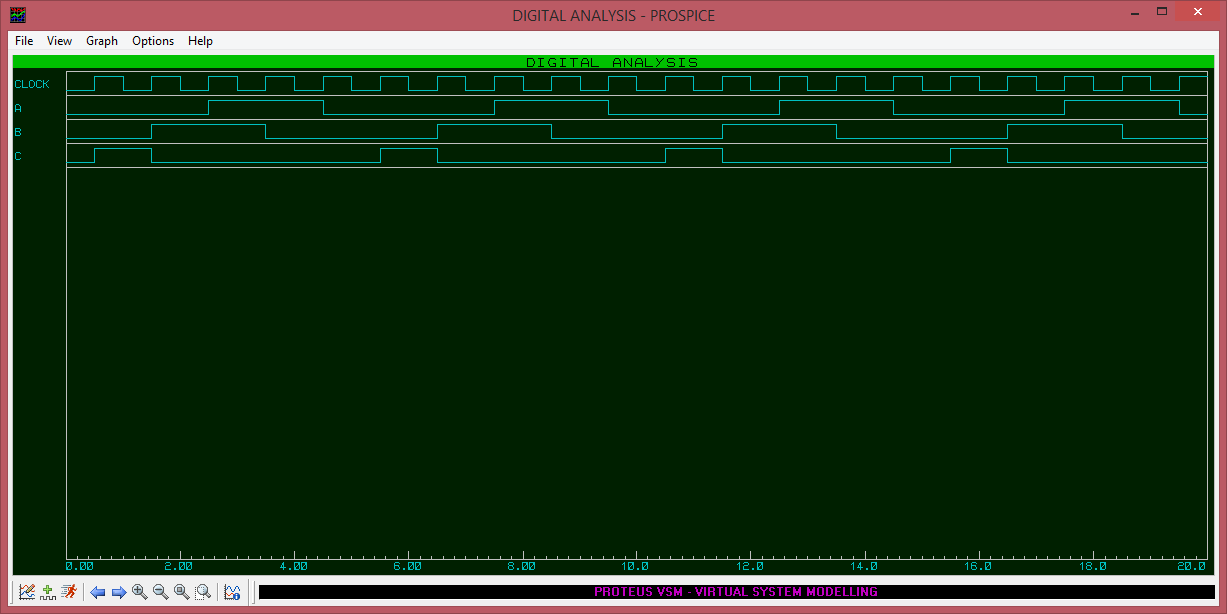 DIGITAL ANALYSIS - PROSPICE
File View Graph Options Help
DIGITAL ANALYSIS
CLOCK
A
B
C
0.00 2.00 4.00 6.00 8.00 10.0 12.0 14.0 16.0 18.0 20.0
PROTEUS VSM - VIRTUAL SYSTEM MODELLING